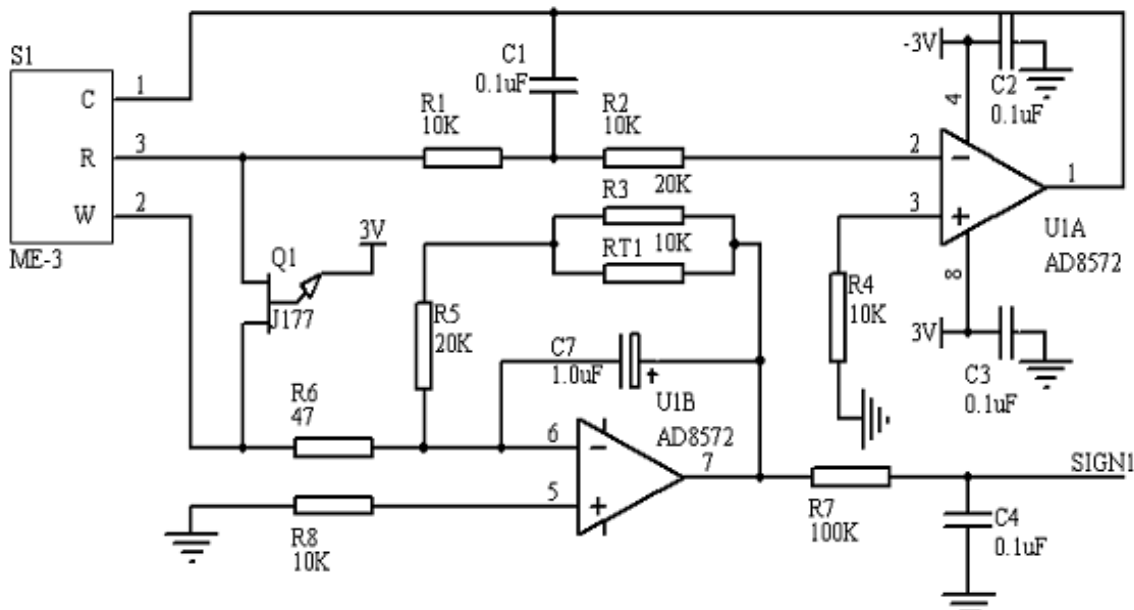 S1
C
R
W
ME-3
1
3
2
C1
0.1uF
R1
10K
R2
10K
20K
R3
10K
RT1
3V
Q1
J177
R5
20K
R6
47
R8
10K
C7
1.0uF
+
U1B
AD8572
6
5
7
−
+
-3V
4
C2
0.1uF
2
3
1
−
+
U1A
AD8572
8
R4
10K
3V
C3
0.1uF
SIGN1
R7
100K
C4
0.1uF